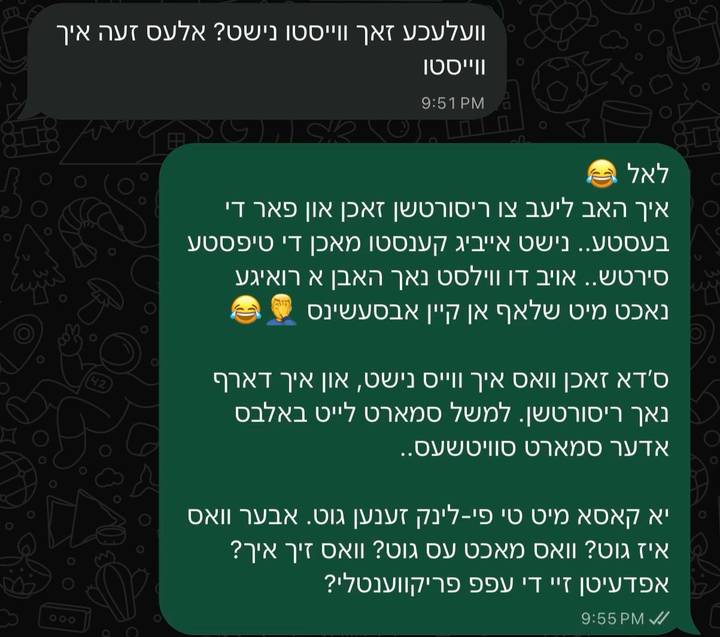 וועלעכע זאך ווייסטו נישט? אלעס זעה איך
ווייסטו
9:51 PM
לאל 😂
איך האב ליעב צו ריסורטשן זאכן און פאר די
בעסטע.. נישט אייביג קענסטו מאכן די טיפסטע
סירטש.. אויב דו ווילסט נאך האבן א רואיגע
נאכט מיט שלאף אן קיין אבסעשינס 🤦‍♂️😂
ס׳דא זאכן וואס איך ווייס נישט, און איך דארף
נאך ריסורטשן. למשל סמארט לייט באלבס
אדער סמארט סוויטשעס..
יא קאסא מיט טי פי-לינק זענען גוט. אבער וואס
איז גוט? וואס מאכט עס גוט? וואס זיך איך?
אפדעיטן זיי די עפפ פריקווענטלי?
9:55 PM
42